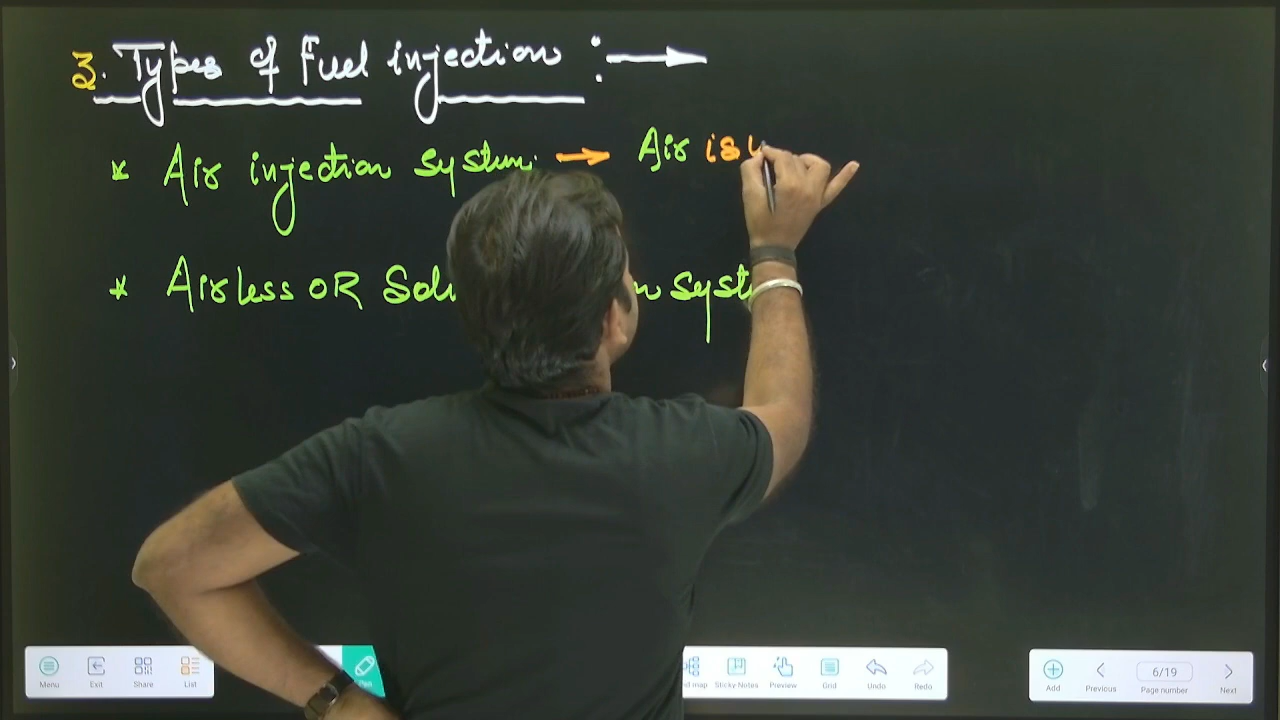 3. Types of Fuel injection :→
* Air injection system: → Air is
* Airless OR
Menu Exit Share List Sticky-Notes Preview Grid Undo Redo Add Previous 6/19 Page number Next